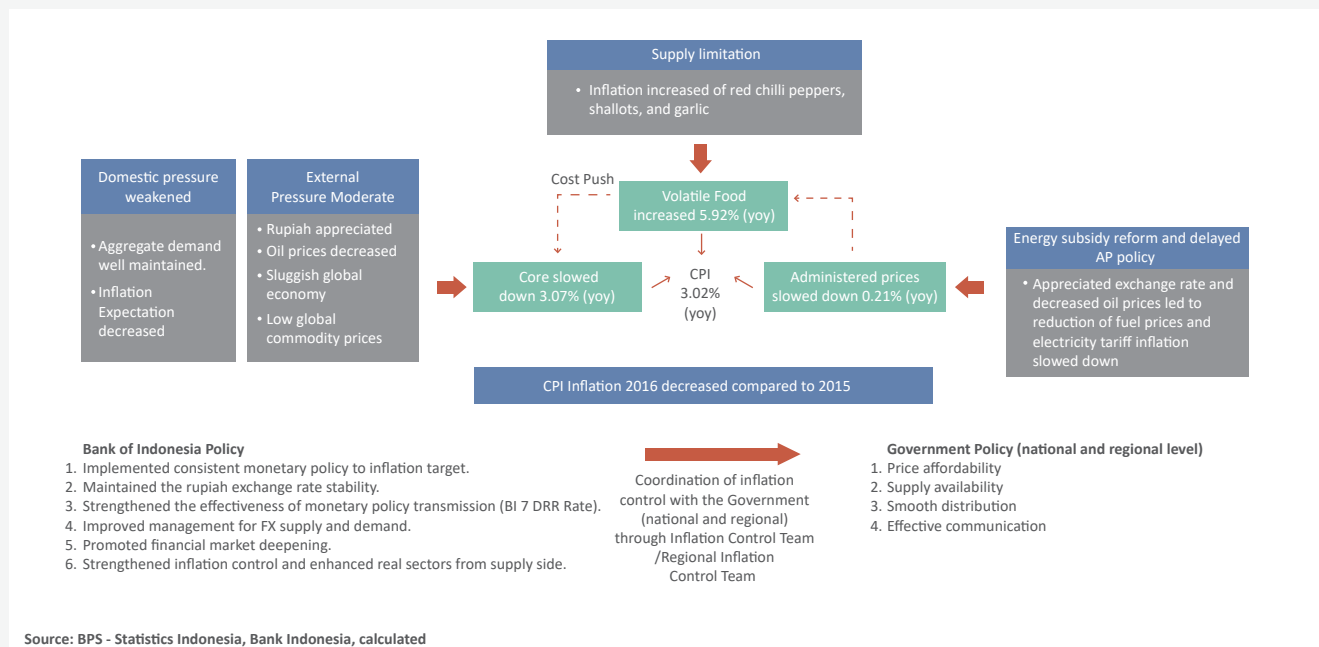 Supply limitation
• Inflation increased of red chilli peppers,
shallots, and garlic
Domestic pressure
weakened
• Aggregate demand
well maintained.
• Inflation
Expectation
decreased
External
Pressure Moderate
• Rupiah appreciated
• Oil prices decreased
• Sluggish global
economy
• Low global
commodity prices
Cost Push
Volatile Food
increased 5.92% (yoy)
Core slowed
down 3.07% (yoy)
CPI
3.02%
(yoy)
Administered prices
slowed down 0.21% (yoy)
Energy subsidy reform and delayed
AP policy
• Appreciated exchange rate and
decreased oil prices led to
reduction of fuel prices and
electricity tariff inflation
slowed down
CPI Inflation 2016 decreased compared to 2015
Bank of Indonesia Policy
1. Implemented consistent monetary policy to inflation target.
2. Maintained the rupiah exchange rate stability.
3. Strengthened the effectiveness of monetary policy transmission (BI 7 DRR Rate).
4. Improved management for FX supply and demand.
5. Promoted financial market deepening.
6. Strengthened inflation control and enhanced real sectors from supply side.
Coordination of inflation
control with the Government
(national and regional)
through Inflation Control Team
/Regional Inflation
Control Team
Government Policy (national and regional level)
1. Price affordability
2. Supply availability
3. Smooth distribution
4. Effective communication
Source: BPS - Statistics Indonesia, Bank Indonesia, calculated